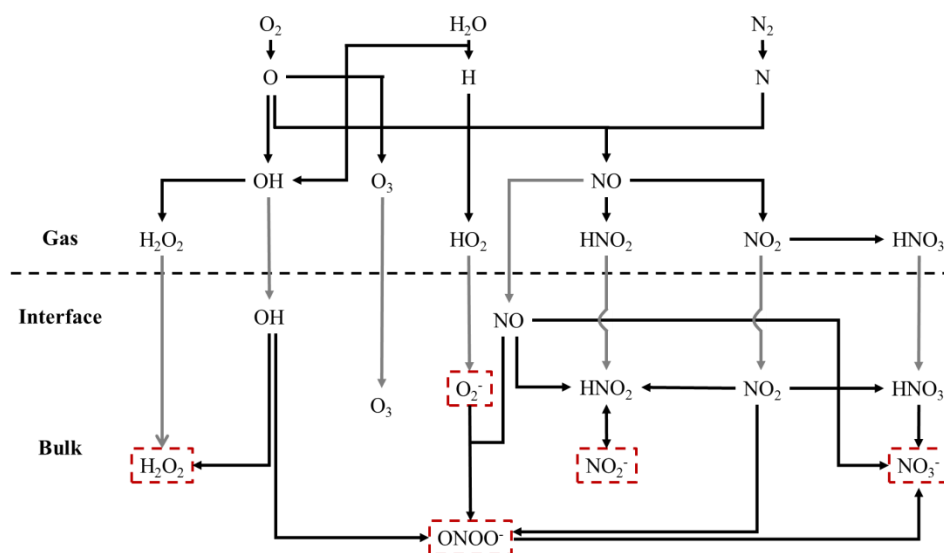 O₂ H₂O N₂
O H N
OH O₃ NO
Gas H₂O₂ HO₂ HNO₂ NO₂ HNO₃
Interface OH NO
O₂⁻ O₃ HNO₂ NO₂ HNO₃
Bulk H₂O₂ NO₂⁻ NO₃⁻
ONOO⁻